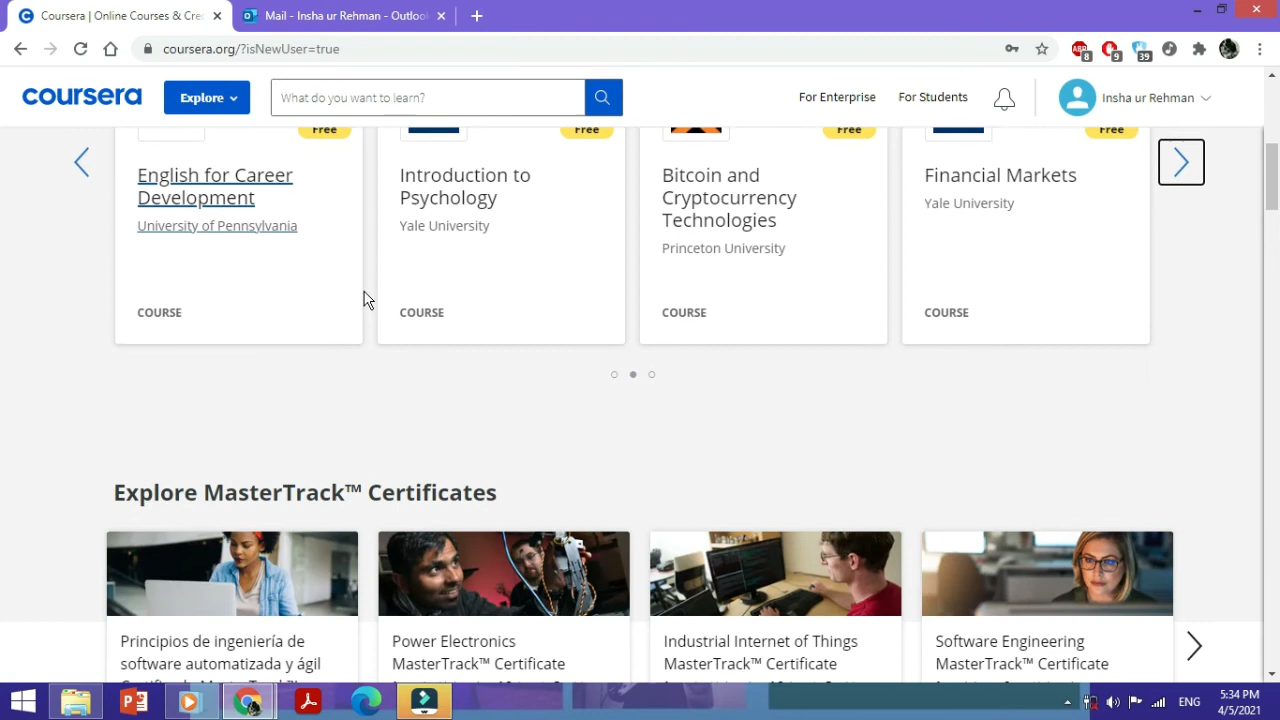 Coursera | Online Courses & Cre
Mail - Insha ur Rehman - Outlook
coursera.org/?isNewUser=true
8
9
39
coursera
Explore
What do you want to learn?
For Enterprise
For Students
Insha ur Rehman
Free
Free
Free
Free
English for Career
Development
University of Pennsylvania
COURSE
Introduction to
Psychology
Yale University
COURSE
Bitcoin and
Cryptocurrency
Technologies
Princeton University
COURSE
Financial Markets
Yale University
COURSE
Explore MasterTrack™ Certificates
Principios de ingeniería de
software automatizada y ágil
Power Electronics
MasterTrack™ Certificate
Industrial Internet of Things
MasterTrack™ Certificate
Software Engineering
MasterTrack™ Certificate
ENG
5:34 PM
4/5/2021